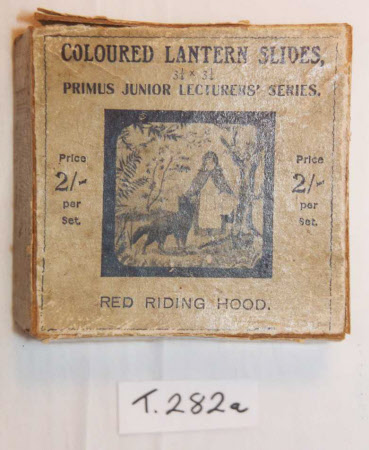 COLOURED LANTERN SLIDES,
3¼ × 3¼
PRIMUS JUNIOR LECTURERS' SERIES.
Price
2/-
per
Set.
Price
2/-
per
Set.
RED RIDING HOOD.
T.282a